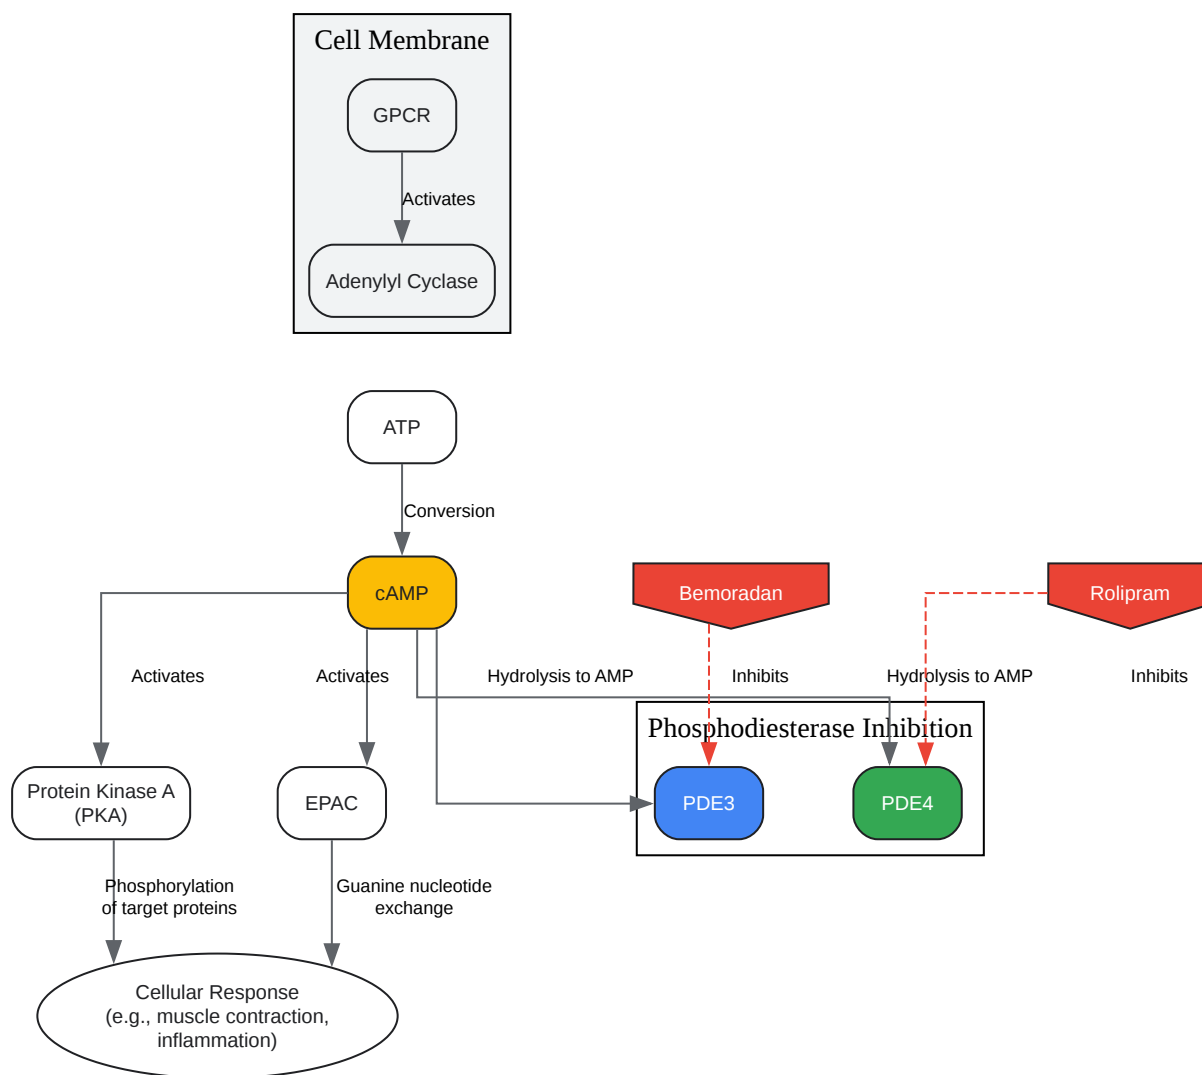 Cell Membrane
GPCR
Activates
Adenylyl Cyclase
ATP
Conversion
cAMP
Bemoradan
Rolipram
Activates
Activates
Hydrolysis to AMP
Inhibits
Hydrolysis to AMP
Inhibits
Phosphodiesterase Inhibition
Protein Kinase A
(PKA)
EPAC
PDE3
PDE4
Phosphorylation
of target proteins
Guanine nucleotide
exchange
Cellular Response
(e.g., muscle contraction,
inflammation)